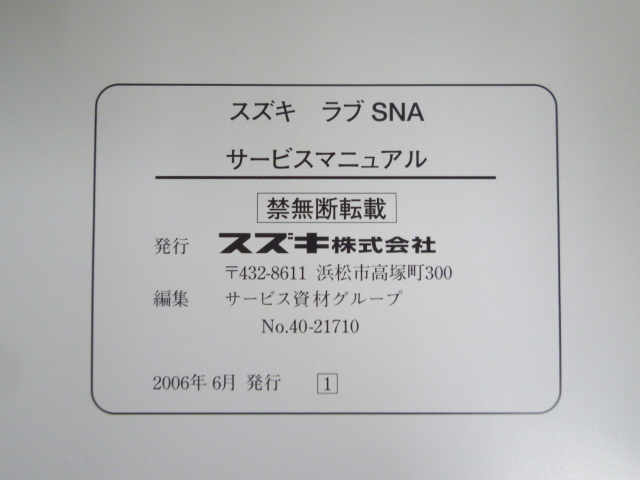 スズキ　ラブ SNA
サービスマニュアル
禁無断転載
発行 スズキ株式会社
〒432-8611 浜松市高塚町300
編集 サービス資材グループ
No.40-21710
2006年 6月 発行 1